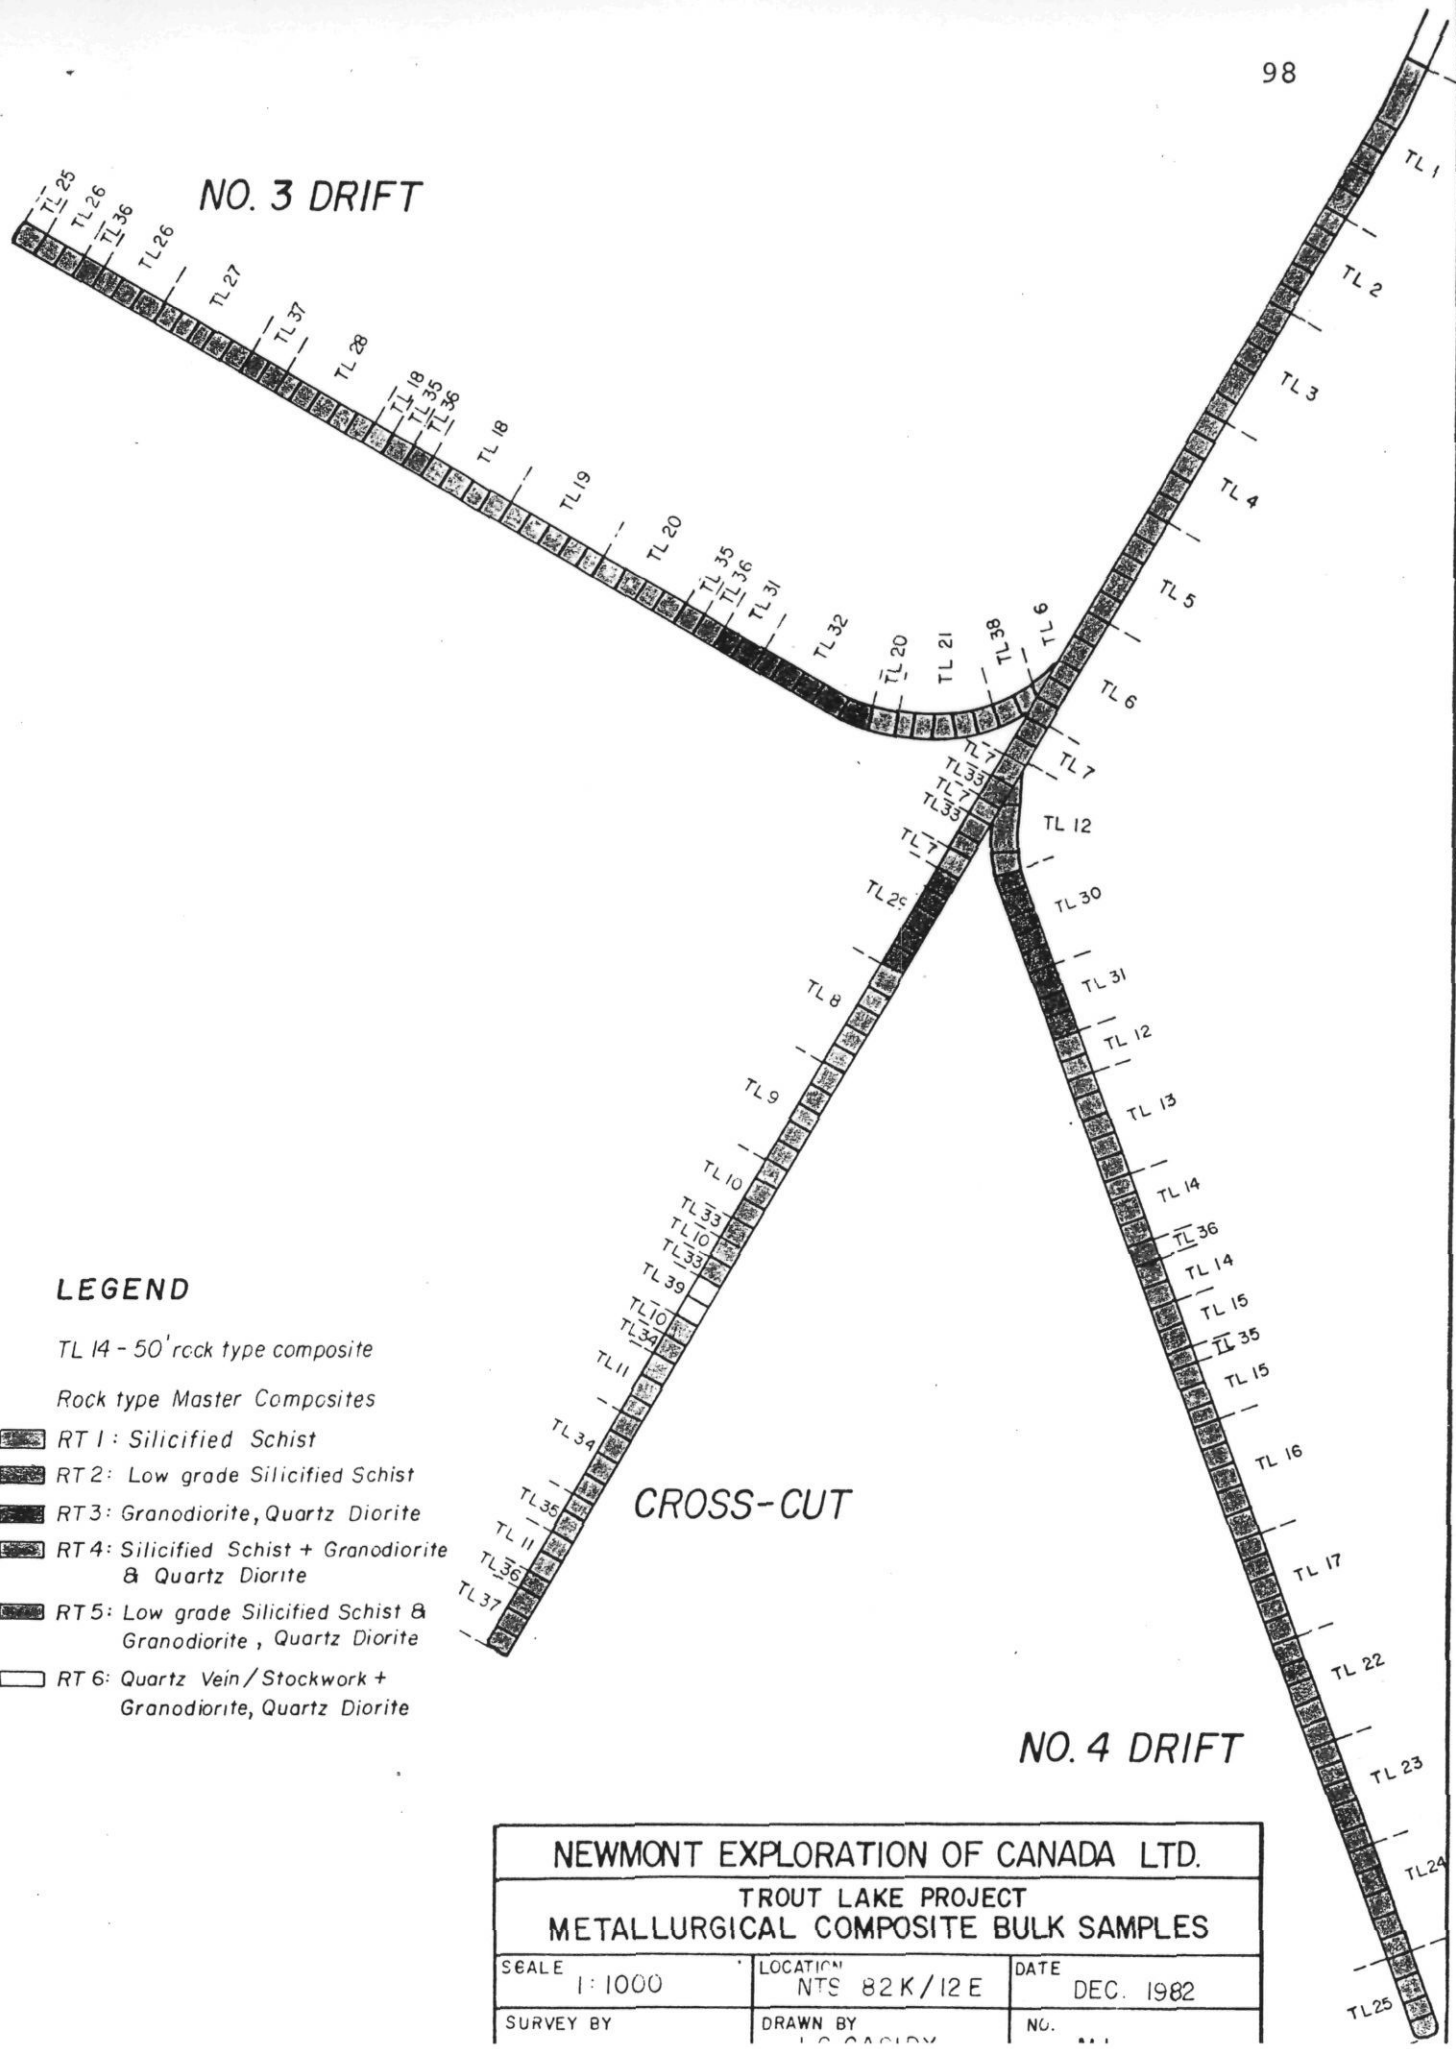 98
NO. 3 DRIFT
TL 25
TL 26
TL 36
TL 26
TL 27
TL 37
TL 28
TL 18
TL 35
TL 36
TL 18
TL 19
TL 20
TL 35
TL 36
TL 31
TL 32
TL 20
TL 21
TL 38
TL 6
TL 1
TL 2
TL 3
TL 4
TL 5
TL 6
TL 7
TL 7
TL 33
TL 7
TL 33
TL 7
TL 29
TL 8
TL 9
TL 10
TL 33
TL 10
TL 33
TL 39
TL 10
TL 34
TL 11
TL 34
TL 35
TL 11
TL 36
TL 37
CROSS-CUT
TL 12
TL 30
TL 31
TL 12
TL 13
TL 14
TL 36
TL 14
TL 15
TL 35
TL 15
TL 16
TL 17
TL 22
TL 23
TL 24
TL 25
NO. 4 DRIFT
LEGEND
TL 14 - 50' rock type composite
Rock type Master Composites
RT 1: Silicified Schist
RT 2: Low grade Silicified Schist
RT 3: Granodiorite, Quartz Diorite
RT 4: Silicified Schist + Granodiorite
& Quartz Diorite
RT 5: Low grade Silicified Schist &
Granodiorite, Quartz Diorite
RT 6: Quartz Vein / Stockwork +
Granodiorite, Quartz Diorite
NEWMONT EXPLORATION OF CANADA LTD.
TROUT LAKE PROJECT
METALLURGICAL COMPOSITE BULK SAMPLES
SCALE 1:1000
LOCATION NTS 82 K / 12 E
DATE DEC. 1982
SURVEY BY
DRAWN BY
NO.